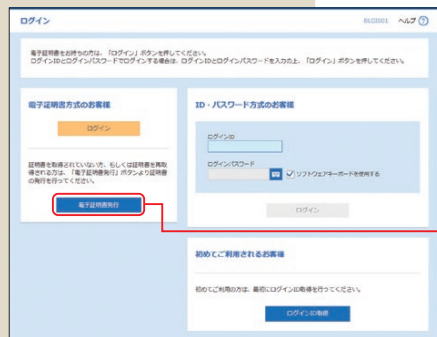 ログイン
BLGI001 ヘルプ ?
電子証明書をお持ちの方は、「ログイン」ボタンを押してください。
ログインIDとログインパスワードでログインする場合は、ログインIDとログインパスワードを入力の上、「ログイン」ボタンを押してください。
電子証明書方式のお客様
ログイン
証明書を取得されていない方、もしくは証明書を再取
得される方は、「電子証明書発行」ボタンより証明書
の発行を行ってください。
電子証明書発行
ID・パスワード方式のお客様
ログインID
ログインパスワード
ソフトウェアキーボードを使用する
ログイン
初めてご利用されるお客様
初めてご利用の方は、最初にログインID取得を行ってください。
ログインID取得